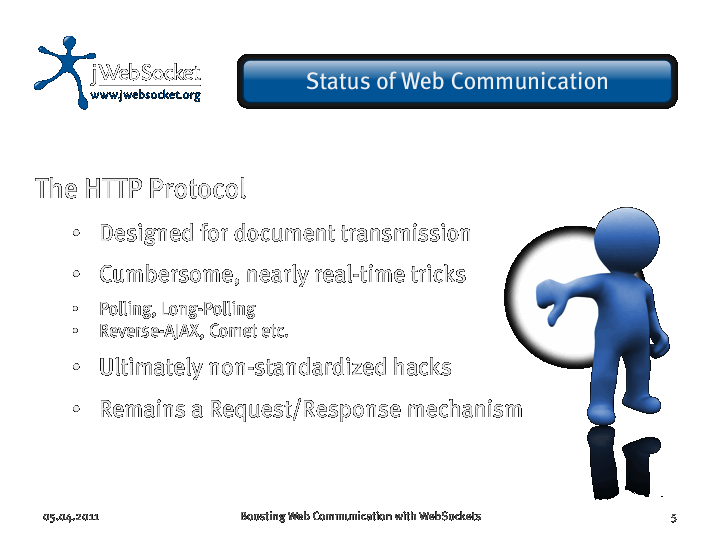 jWebSocket
www.jwebsocket.org
Status of Web Communication
The HTTP Protocol
• Designed for document transmission
• Cumbersome, nearly real-time tricks
• Polling, Long-Polling
• Reverse-AJAX, Comet etc.
• Ultimately non-standardized hacks
• Remains a Request/Response mechanism
05.04.2011 Boosting Web Communication with WebSockets 5